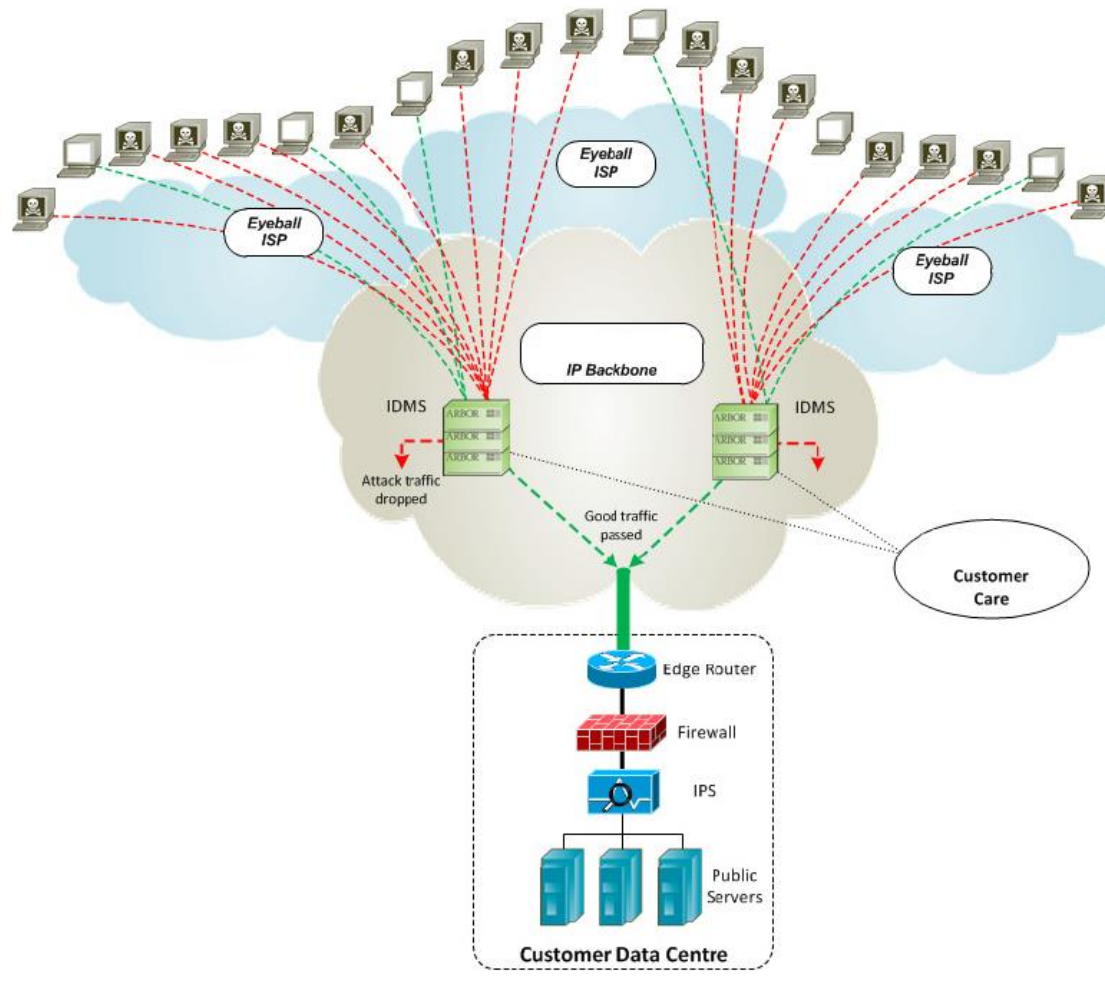 Eyeball
ISP
Eyeball
ISP
Eyeball
ISP
IP Backbone
IDMS
ARBOR
ARBOR
ARBOR
IDMS
ARBOR
ARBOR
ARBOR
Attack traffic
dropped
Good traffic
passed
Customer
Care
Edge Router
Firewall
IPS
Public
Servers
Customer Data Centre